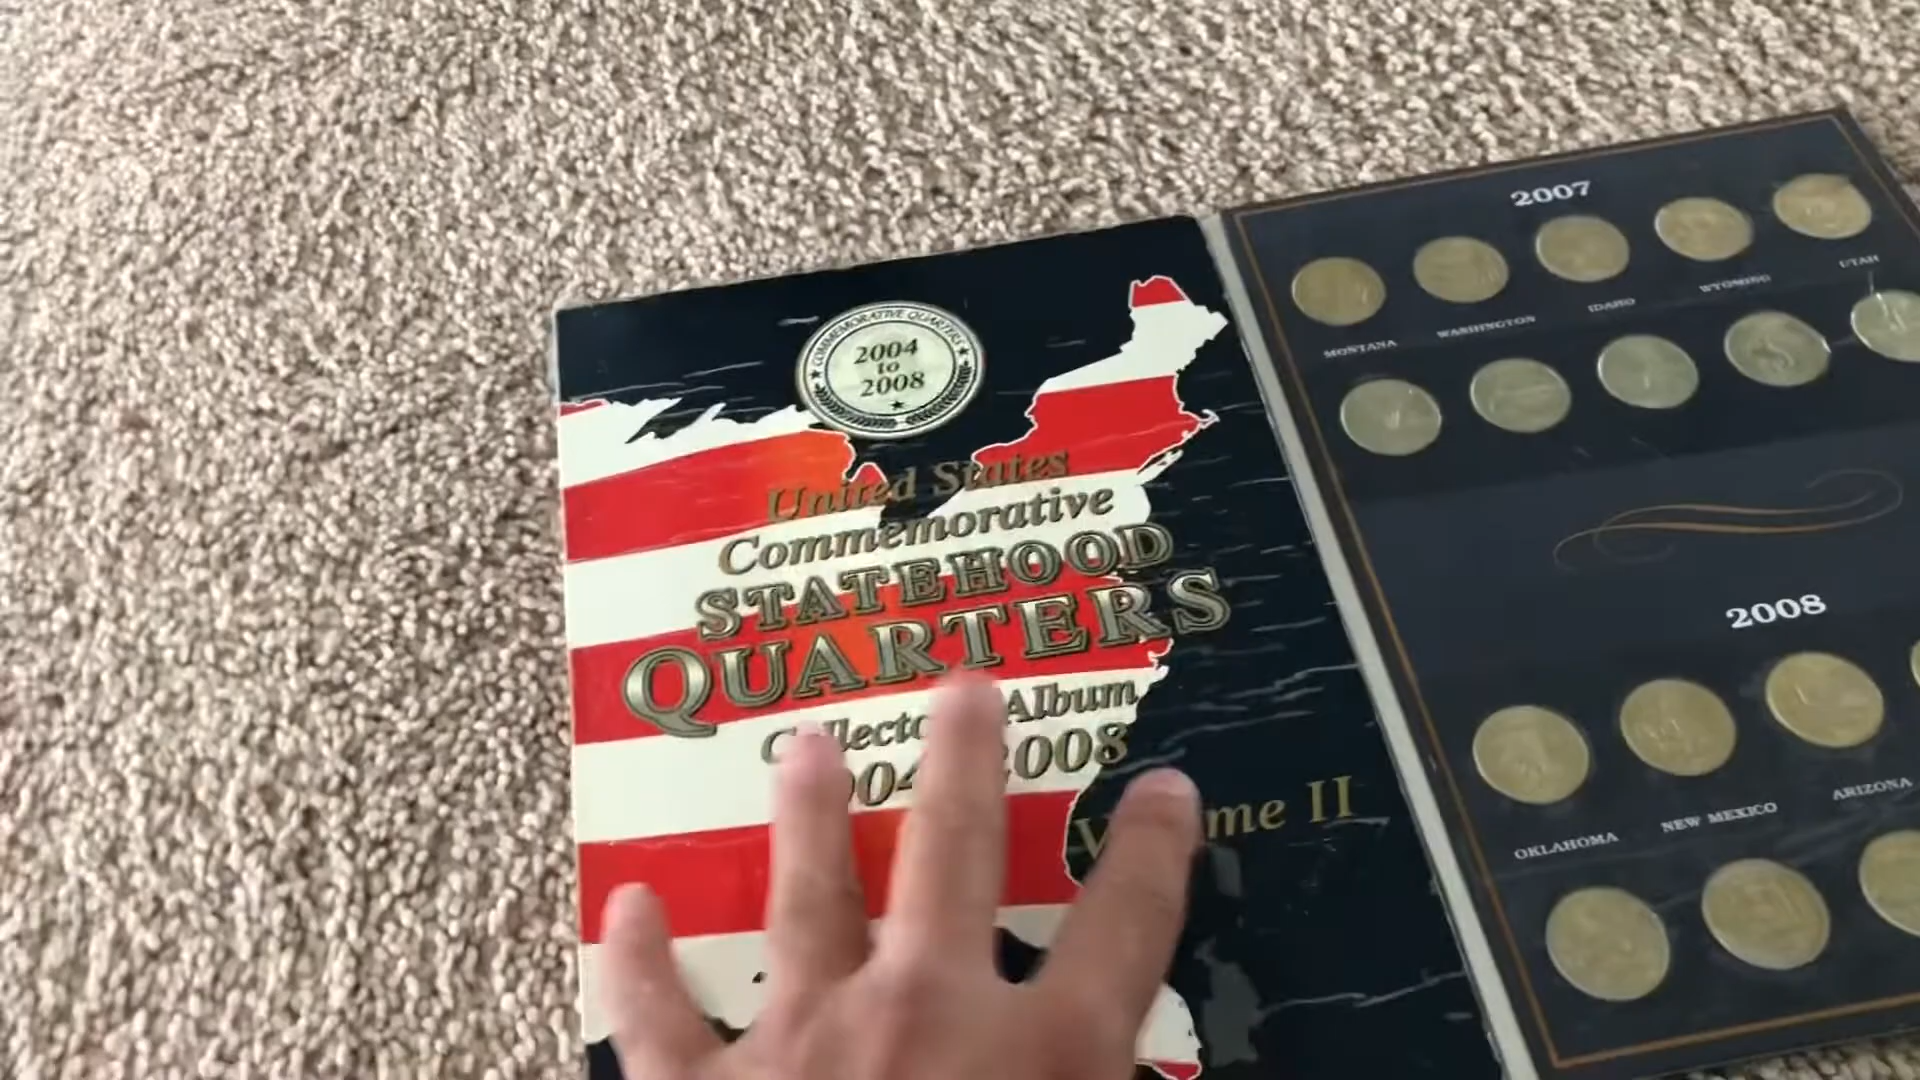 COMMEMORATIVE QUARTERS
2004
to
2008
United States
Commemorative
STATEHOOD
QUARTERS
Album
2008
II
2007
MONTANA WASHINGTON IDAHO WYOMING UTAH
2008
OKLAHOMA NEW MEXICO ARIZONA